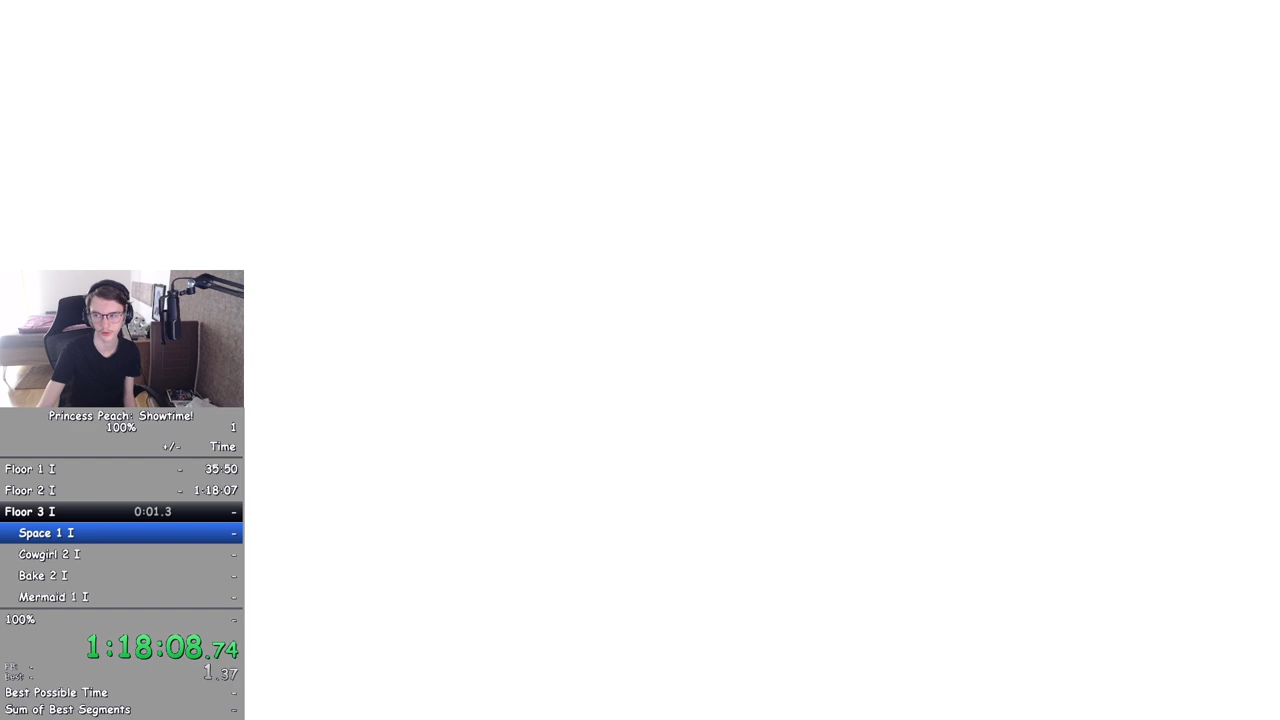 Princess Peach: Showtime!
100% 1
+/- Time
Floor 1 I - 35:50
Floor 2 I - 1:18:07
Floor 3 I 0:01.3 -
Space 1 I -
Cowgirl 2 I -
Bake 2 I -
Mermaid 1 I -
100% -
1:18:08.74
PB: -
Best: -
1.37
Best Possible Time -
Sum of Best Segments -